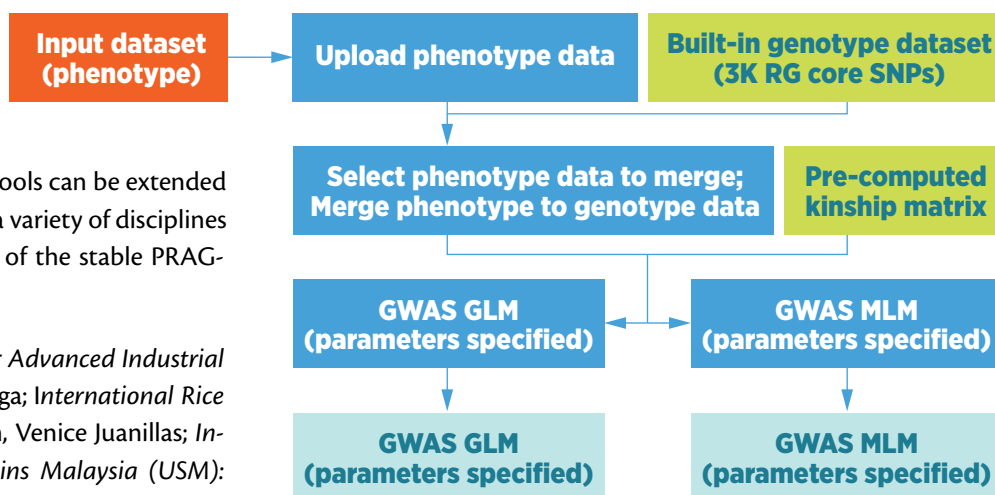 Input dataset
(phenotype)
Upload phenotype data
Built-in genotype dataset
(3K RG core SNPs)
Select phenotype data to merge;
Merge phenotype to genotype data
Pre-computed
kinship matrix
GWAS GLM
(parameters specified)
GWAS MLM
(parameters specified)
GWAS GLM
(parameters specified)
GWAS MLM
(parameters specified)
ools can be extended
a variety of disciplines
of the stable PRAG-
Advanced Industrial
ga; International Rice
, Venice Juanillas; In-
ins Malaysia (USM):